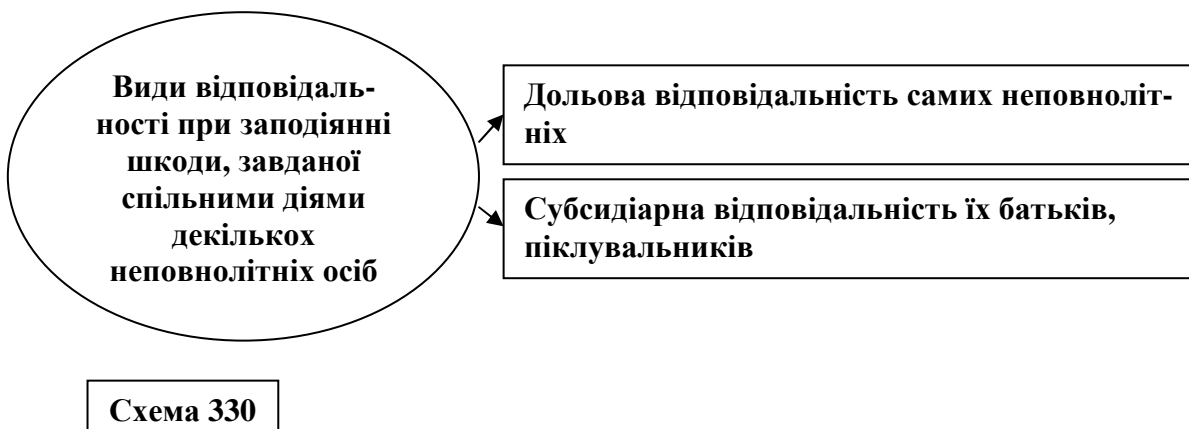 Види відповідаль-
ності при заподіянні
шкоди, завданої
спільними діями
декількох
неповнолітніх осіб
Дольова відповідальність самих неповноліт-
ніх
Субсидіарна відповідальність їх батьків,
піклувальників
Схема 330